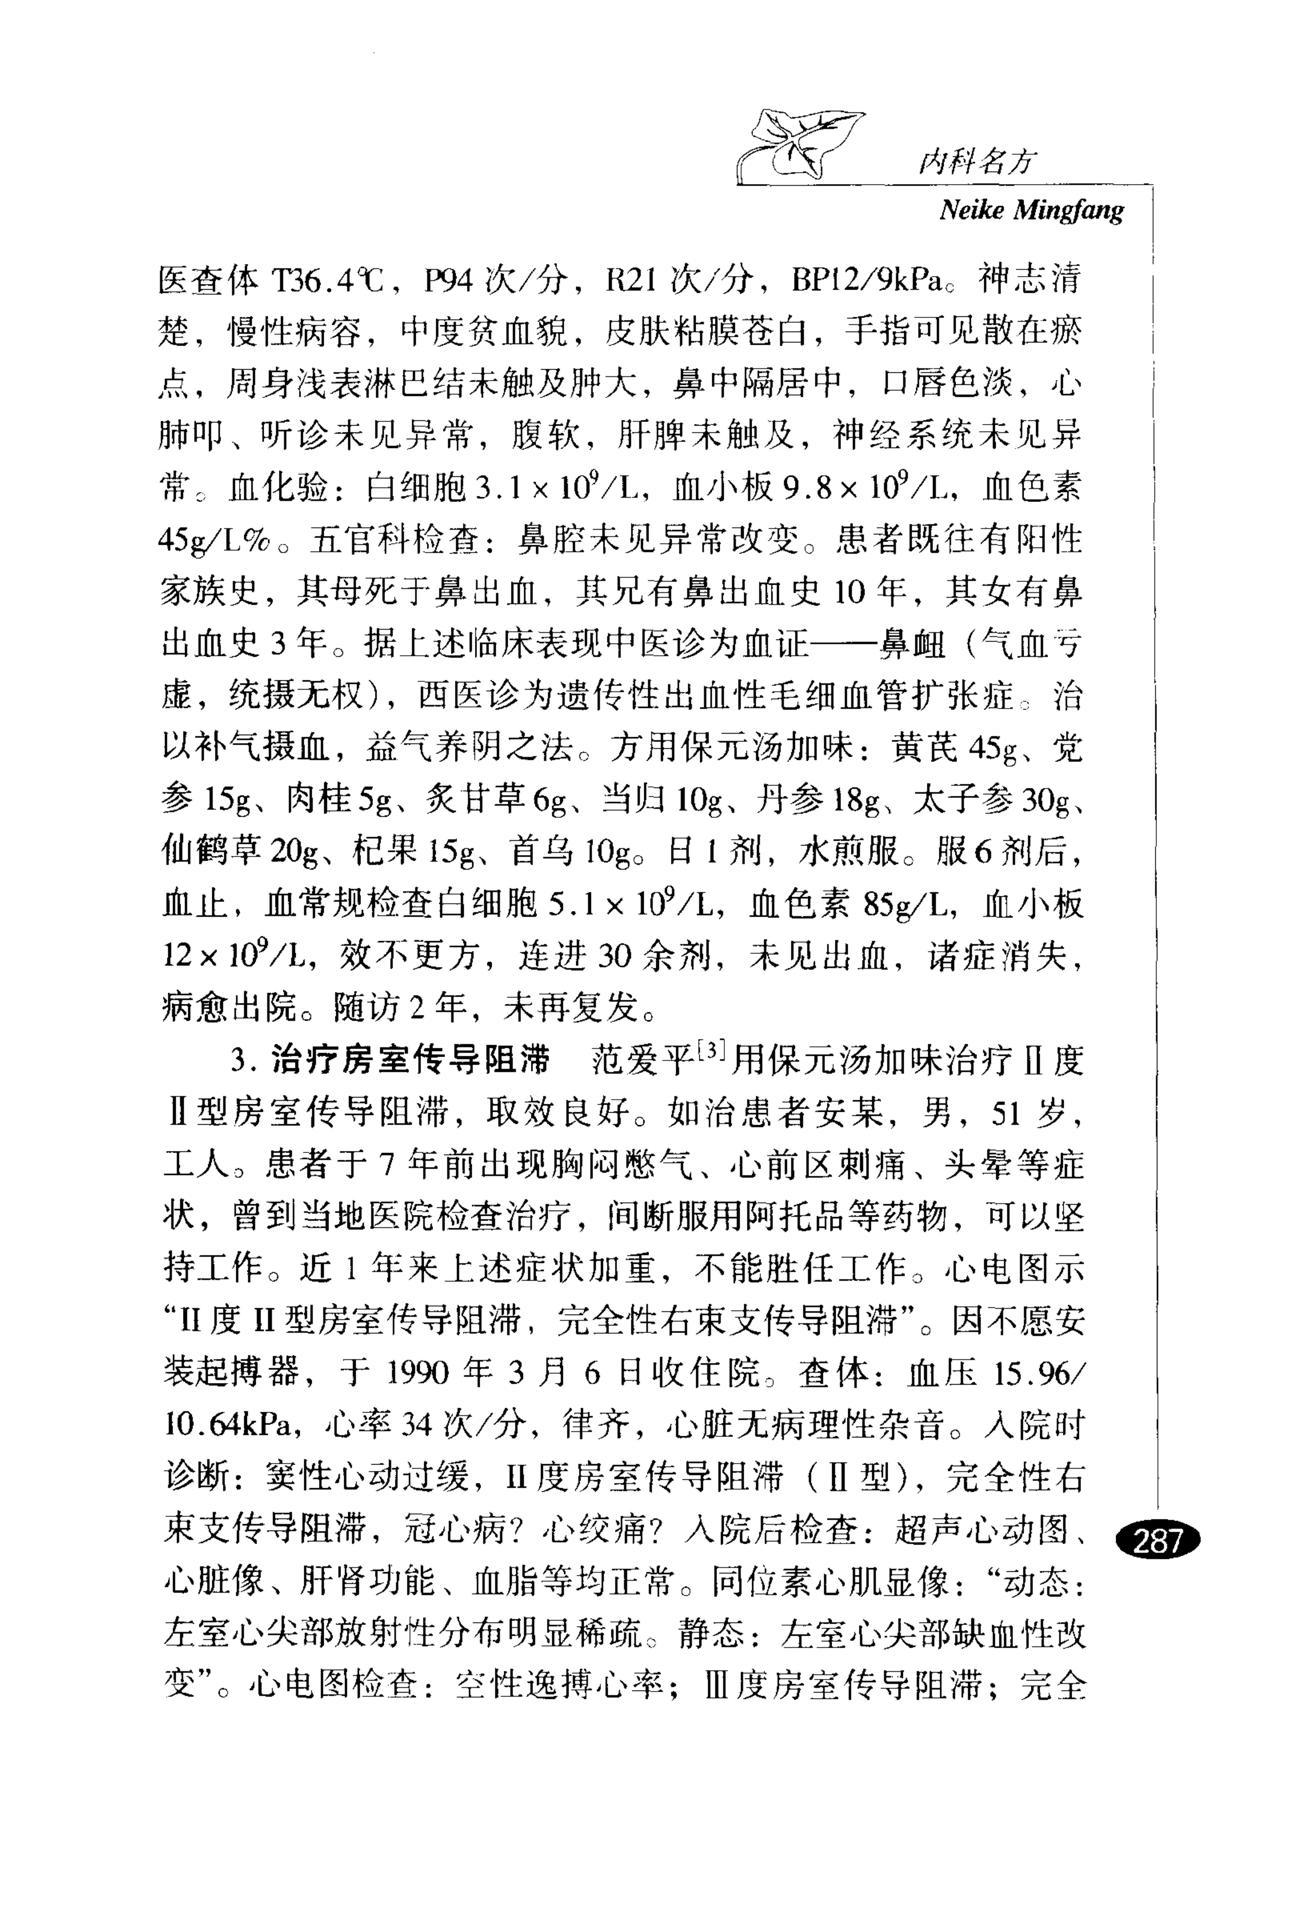 内科名方
Neike Mingfang
医查体 T36.4℃，P94 次/分，R21 次/分，BP12/9kPa。神志清
楚，慢性病容，中度贫血貌，皮肤粘膜苍白，手指可见散在瘀
点，周身浅表淋巴结未触及肿大，鼻中隔居中，口唇色淡，心
肺叩、听诊未见异常，腹软，肝脾未触及，神经系统未见异
常。血化验：白细胞 3.1×10⁹/L，血小板 9.8×10⁹/L，血色素
45g/L%。五官科检查：鼻腔未见异常改变。患者既往有阳性
家族史，其母死于鼻出血，其兄有鼻出血史 10 年，其女有鼻
出血史 3 年。据上述临床表现中医诊为血证——鼻衄（气血亏
虚，统摄无权），西医诊为遗传性出血性毛细血管扩张症。治
以补气摄血，益气养阴之法。方用保元汤加味：黄芪 45g、党
参 15g、肉桂 5g、炙甘草 6g、当归 10g、丹参 18g、太子参 30g、
仙鹤草 20g、杞果 15g、首乌 10g。日 1 剂，水煎服。服 6 剂后，
血止，血常规检查白细胞 5.1×10⁹/L，血色素 85g/L，血小板
12×10⁹/L，效不更方，连进 30 余剂，未见出血，诸症消失，
病愈出院。随访 2 年，未再复发。
3. 治疗房室传导阻滞 范爱平[3]用保元汤加味治疗Ⅱ度
Ⅱ型房室传导阻滞，取效良好。如治患者安某，男，51 岁，
工人。患者于 7 年前出现胸闷憋气、心前区刺痛、头晕等症
状，曾到当地医院检查治疗，间断服用阿托品等药物，可以坚
持工作。近 1 年来上述症状加重，不能胜任工作。心电图示
“Ⅱ度Ⅱ型房室传导阻滞，完全性右束支传导阻滞”。因不愿安
装起搏器，于 1990 年 3 月 6 日收住院。查体：血压 15.96/
10.64kPa，心率 34 次/分，律齐，心脏无病理性杂音。入院时
诊断：窦性心动过缓，Ⅱ度房室传导阻滞（Ⅱ型），完全性右
束支传导阻滞，冠心病？心绞痛？入院后检查：超声心动图、
心脏像、肝肾功能、血脂等均正常。同位素心肌显像：“动态：
左室心尖部放射性分布明显稀疏。静态：左室心尖部缺血性改
变”。心电图检查：空性逸搏心率；Ⅲ度房室传导阻滞；完全
287